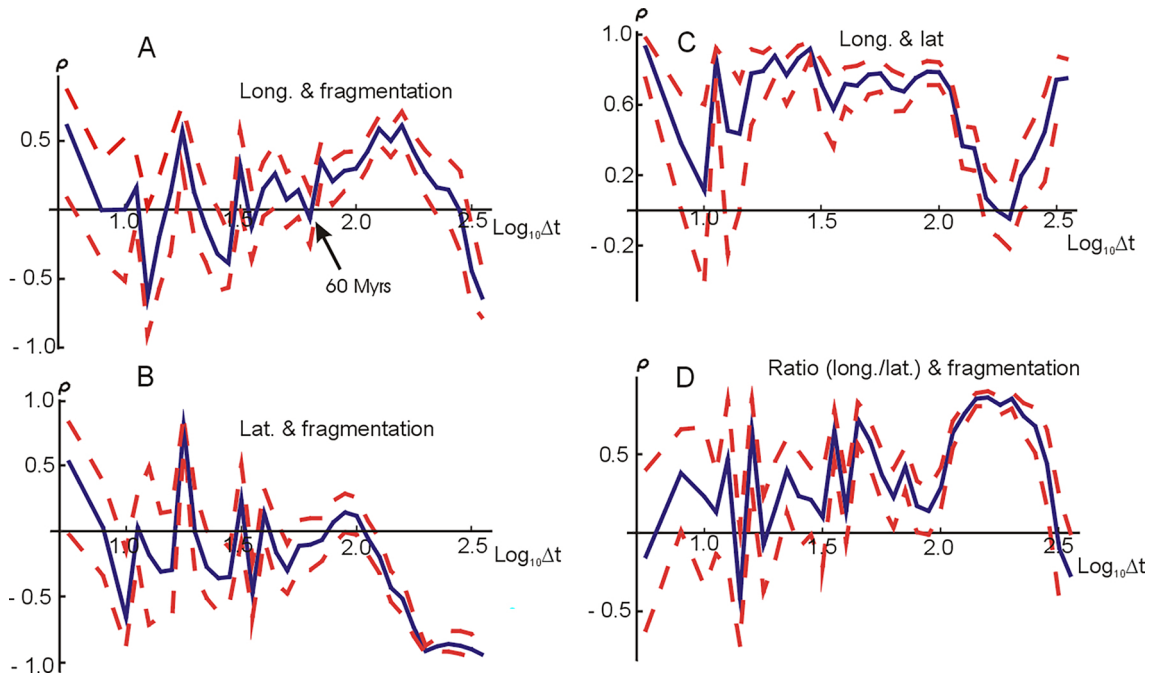 A
ρ
Long. & fragmentation
0.5
1.0
1.5
2.0
2.5
Log₁₀Δt
- 0.5
60 Myrs
- 1.0
B
ρ
1.0
Lat. & fragmentation
0.5
1.0
1.5
2.0
2.5
Log₁₀Δt
- 0.5
- 1.0
C
ρ
1.0
Long. & lat
0.6
0.2
1.0
1.5
2.0
2.5
Log₁₀Δt
- 0.2
D
ρ
Ratio (long./lat.) & fragmentation
0.5
1.0
1.5
2.0
2.5
Log₁₀Δt
- 0.5